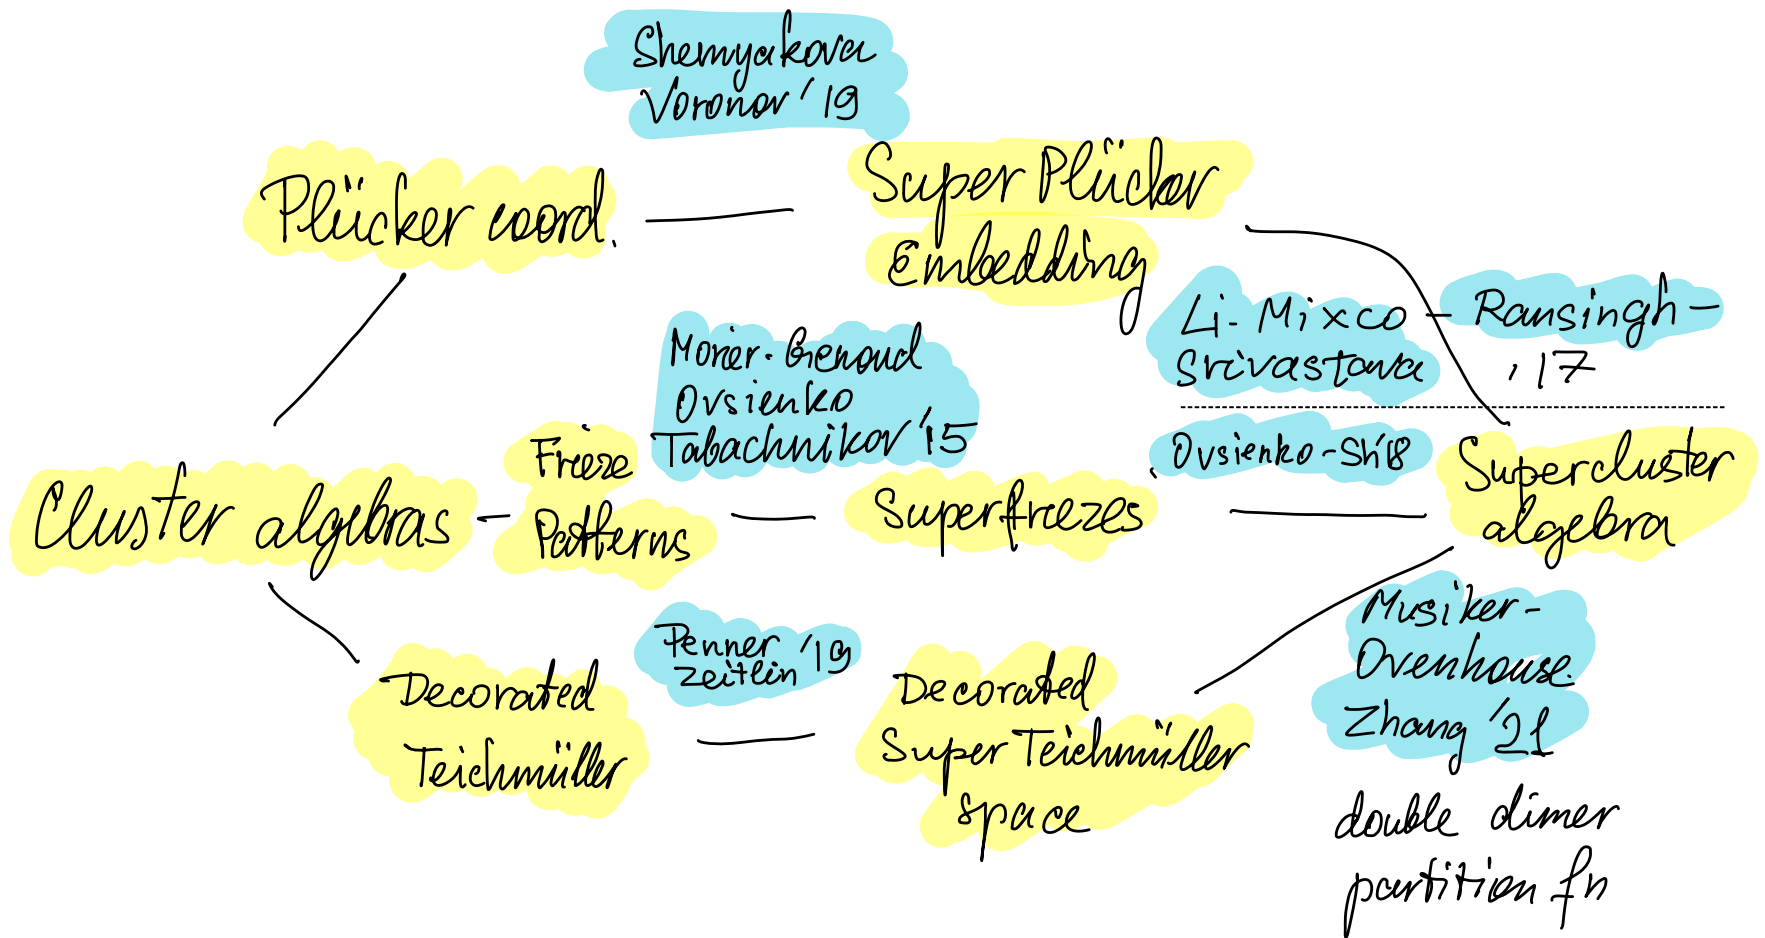 Shemyakova
Voronov '19
Plücker coord.
Super Plücker
Embedding
Li-Mixco-Ransingh-
Srivastava '17
Morier-Genoud
Ovsienko
Tabachnikov '15
Ovsienko-Sh'18
Cluster algebras
Frieze
Patterns
Superfriezes
Supercluster
algebra
Penner '19
Zeitlin
Decorated
Teichmüller
Decorated
Super Teichmüller
space
Musiker-
Ovenhouse.
Zhang '21
double dimer
partition fn